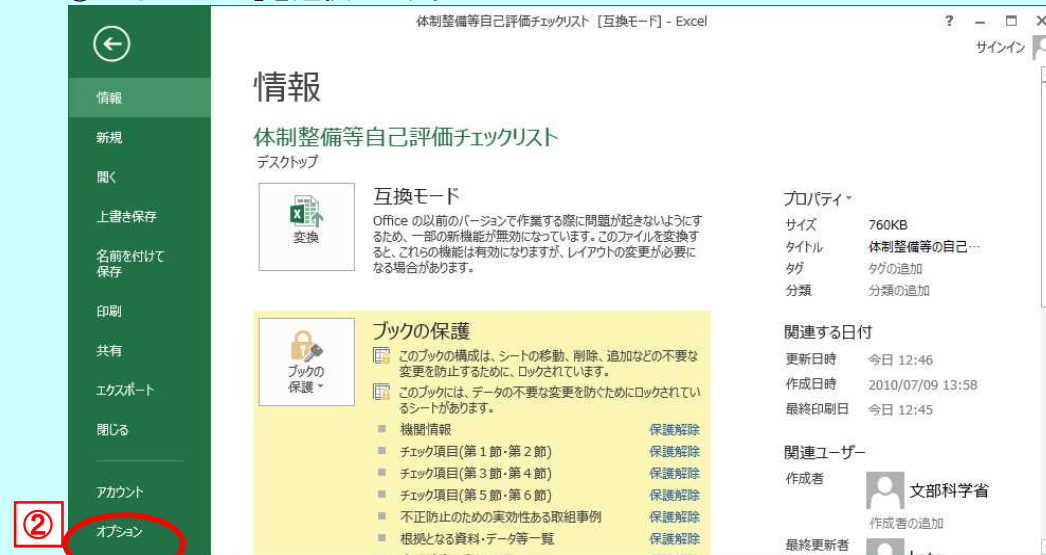 体制整備等自己評価チェックリスト [互換モード] - Excel
? – □ ×
サインイン
情報
新規
開く
上書き保存
名前を付けて
保存
印刷
共有
エクスポート
閉じる
アカウント
②
オプション
情報
体制整備等自己評価チェックリスト
デスクトップ
変換
互換モード
Office の以前のバージョンで作業する際に問題が起きないようにす
るため、一部の新機能が無効になっています。このファイルを変換す
ると、これらの機能は有効になりますが、レイアウトの変更が必要に
なる場合があります。
ブックの
保護
ブックの保護
このブックの構成は、シートの移動、削除、追加などの不要な
変更を防止するために、ロックされています。
このブックには、データの不要な変更を防ぐためにロックされてい
るシートがあります。
機関情報 保護解除
チェック項目(第1節・第2節) 保護解除
チェック項目(第3節・第4節) 保護解除
チェック項目(第5節・第6節) 保護解除
不正防止のための実効性ある取組事例 保護解除
根拠となる資料・データ等一覧 保護解除
プロパティ
サイズ 760KB
タイトル 体制整備等の自己…
タグ タグの追加
分類 分類の追加
関連する日付
更新日時 今日 12:46
作成日時 2010/07/09 13:58
最終印刷日 今日 12:45
関連ユーザー
作成者 文部科学省
作成者の追加
最終更新者